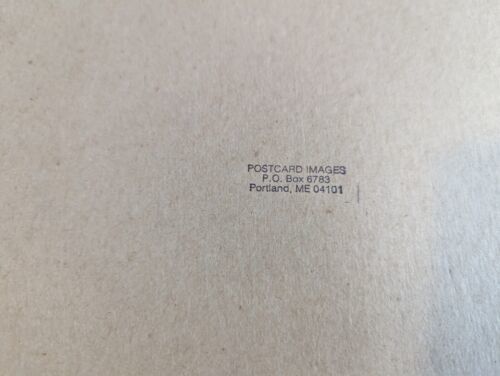 POSTCARD IMAGES
P.O. Box 6783
Portland, ME 04101